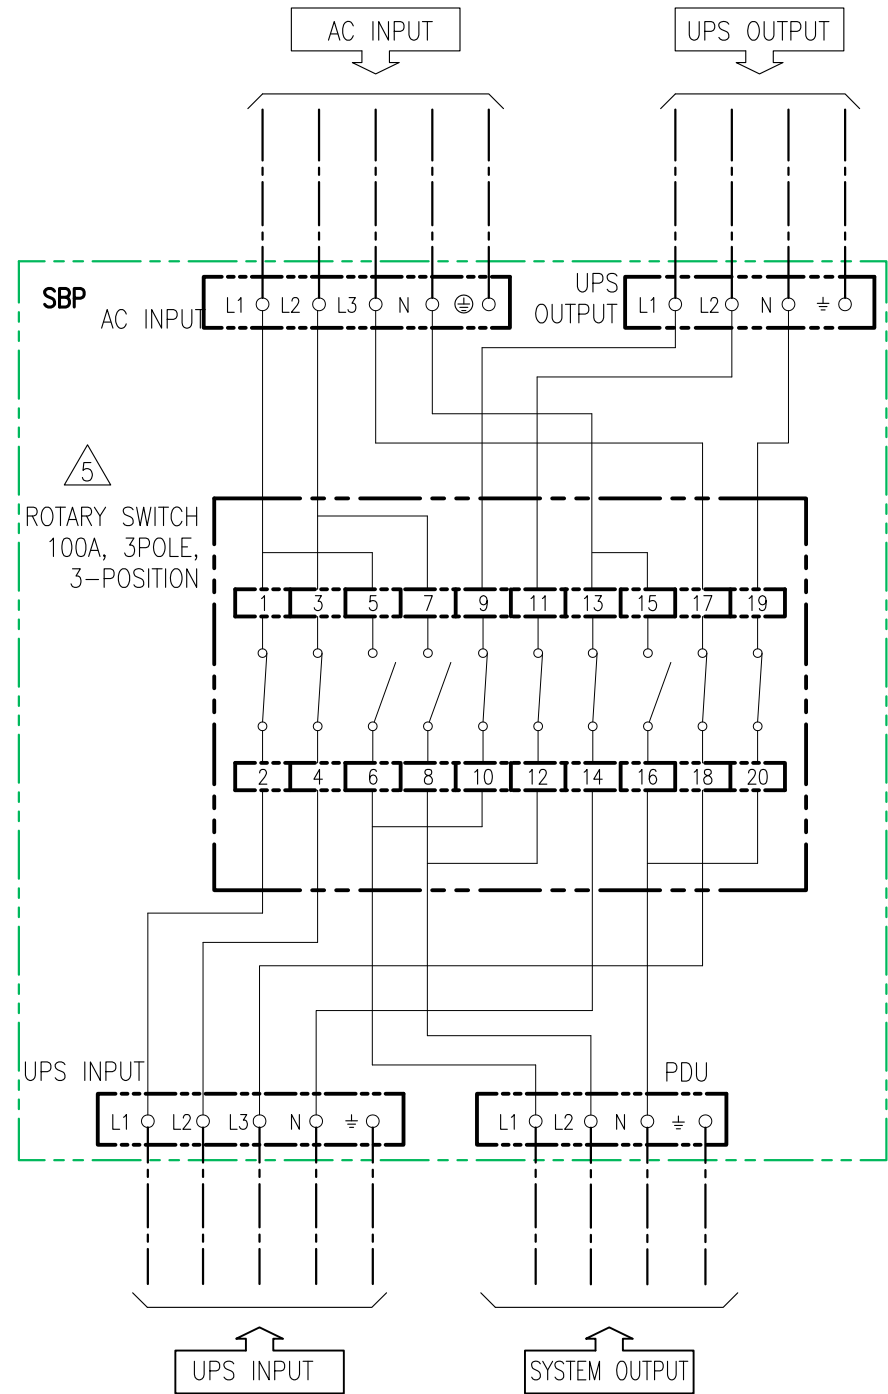 AC INPUT
UPS OUTPUT
SBP
AC INPUT
L1 L2 L3 N
UPS
OUTPUT
L1 L2 N
5
ROTARY SWITCH
100A, 3POLE,
3-POSITION
1 3 5 7 9 11 13 15 17 19
2 4 6 8 10 12 14 16 18 20
UPS INPUT
L1 L2 L3 N
PDU
L1 L2 N
UPS INPUT
SYSTEM OUTPUT